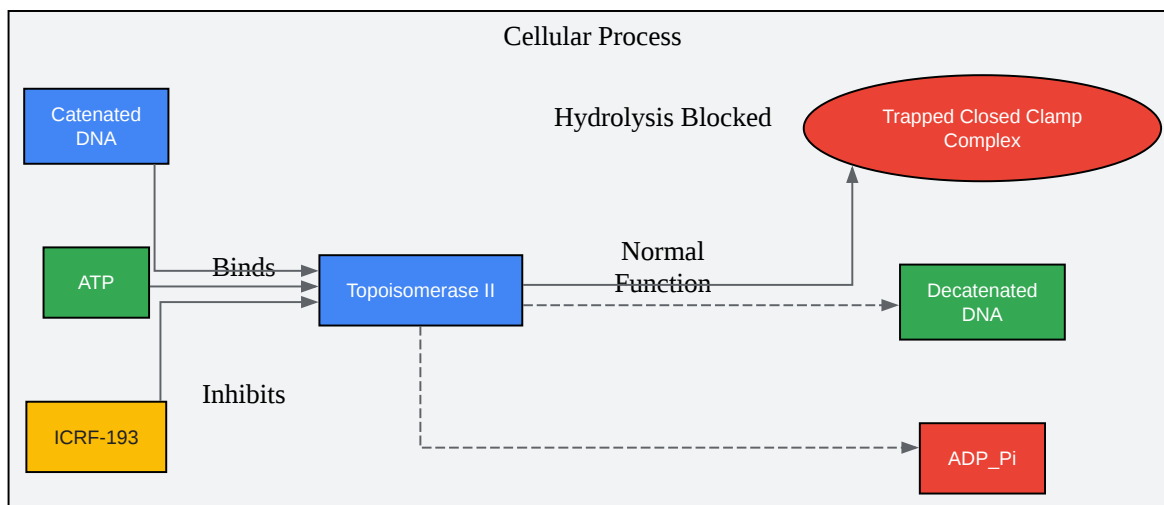 Cellular Process
Catenated
DNA
Hydrolysis Blocked
Trapped Closed Clamp
Complex
ATP
Binds
Topoisomerase II
Normal
Function
Decatenated
DNA
Inhibits
ICRF-193
ADP_Pi